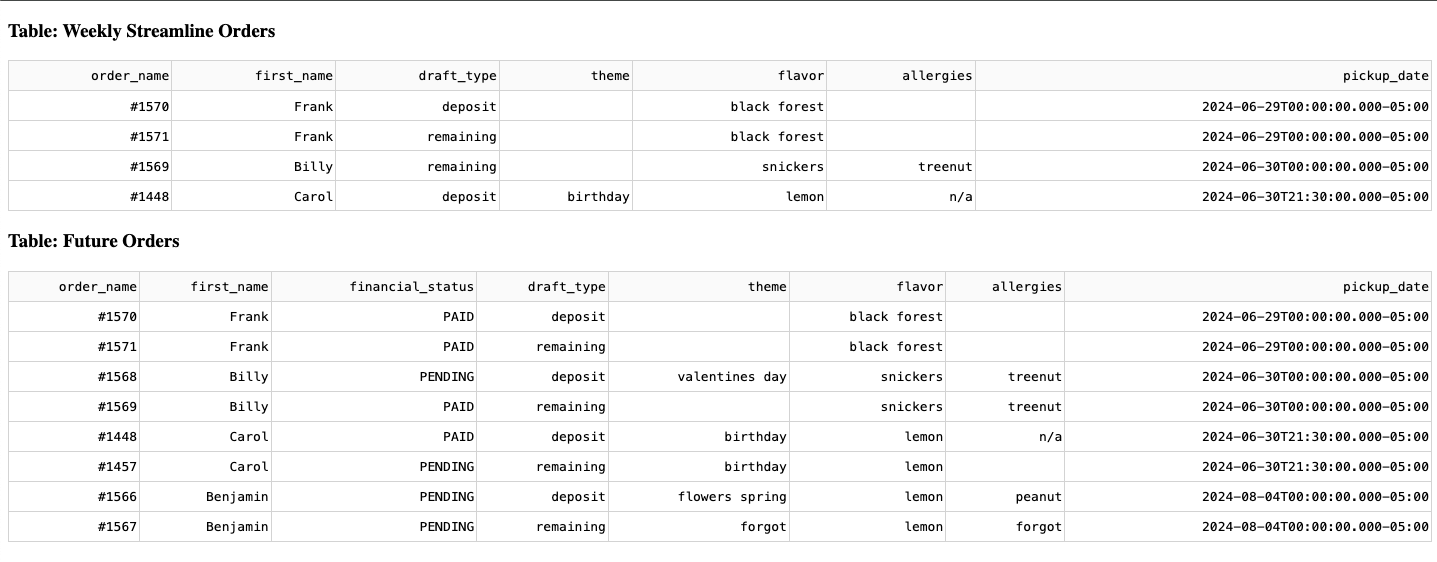 Table: Weekly Streamline Orders
order_name first_name draft_type theme flavor allergies pickup_date
#1570 Frank deposit black forest 2024-06-29T00:00:00.000-05:00
#1571 Frank remaining black forest 2024-06-29T00:00:00.000-05:00
#1569 Billy remaining snickers treenut 2024-06-30T00:00:00.000-05:00
#1448 Carol deposit birthday lemon n/a 2024-06-30T21:30:00.000-05:00
Table: Future Orders
order_name first_name financial_status draft_type theme flavor allergies pickup_date
#1570 Frank PAID deposit black forest 2024-06-29T00:00:00.000-05:00
#1571 Frank PAID remaining black forest 2024-06-29T00:00:00.000-05:00
#1568 Billy PENDING deposit valentines day snickers treenut 2024-06-30T00:00:00.000-05:00
#1569 Billy PAID remaining snickers treenut 2024-06-30T00:00:00.000-05:00
#1448 Carol PAID deposit birthday lemon n/a 2024-06-30T21:30:00.000-05:00
#1457 Carol PENDING remaining birthday lemon 2024-06-30T21:30:00.000-05:00
#1566 Benjamin PENDING deposit flowers spring lemon peanut 2024-08-04T00:00:00.000-05:00
#1567 Benjamin PENDING remaining forgot lemon forgot 2024-08-04T00:00:00.000-05:00